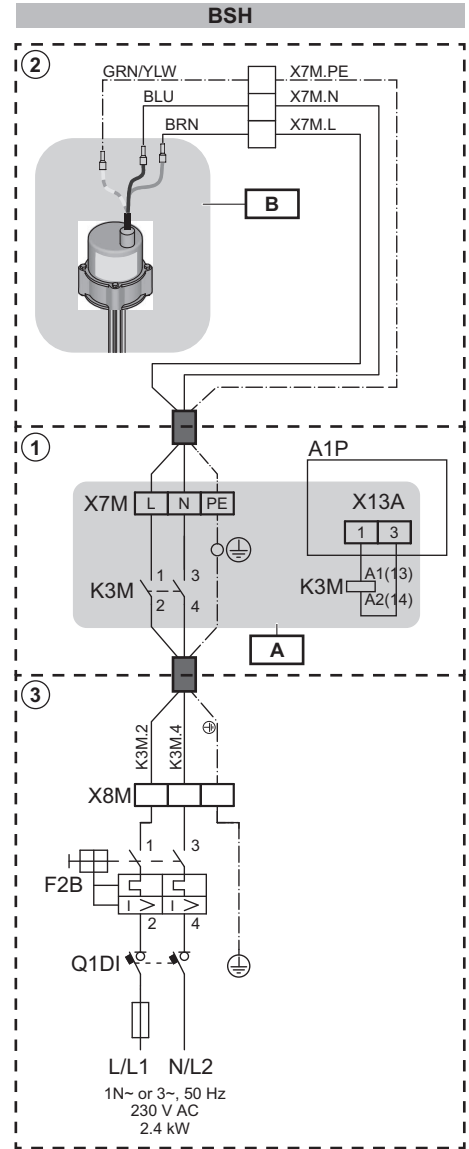 BSH
2
GRN/YLW X7M.PE
BLU X7M.N
BRN X7M.L
B
1
A1P
X7M L N PE
X13A
1 3
K3M 1 3
2 4
K3M A1(13)
A2(14)
A
3
K3M.2 K3M.4
X8M
1 3
F2B
I > I >
2 4
Q1DI
L/L1 N/L2
1N~ or 3~, 50 Hz
230 V AC
2.4 kW